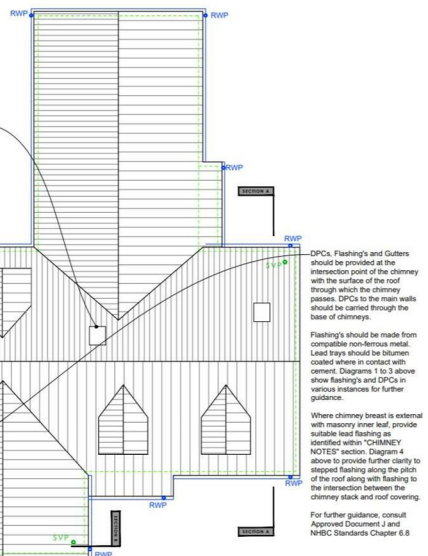 RWP
RWP
RWP
SECTION A
RWP
SVP
DPCs, Flashing's and Gutters
should be provided at the
intersection point of the chimney
with the surface of the roof
through which the chimney
passes. DPCs to the main walls
should be carried through the
base of chimneys.
Flashing's should be made from
compatible non-ferrous metal.
Lead trays should be bitumen
coated where in contact with
cement. Diagrams 1 to 3 above
show flashing's and DPCs in
various instances for further
guidance.
Where chimney breast is external
with masonry inner leaf, provide
suitable lead flashing as
identified within "CHIMNEY
NOTES" section. Diagram 4
above to provide further clarity to
stepped flashing along the pitch
of the roof along with flashing to
the intersection between the
chimney stack and roof covering.
For further guidance, consult
Approved Document J and
NHBC Standards Chapter 6.8
RWP
RWP
SECTION B
SECTION A
SVP
RWP